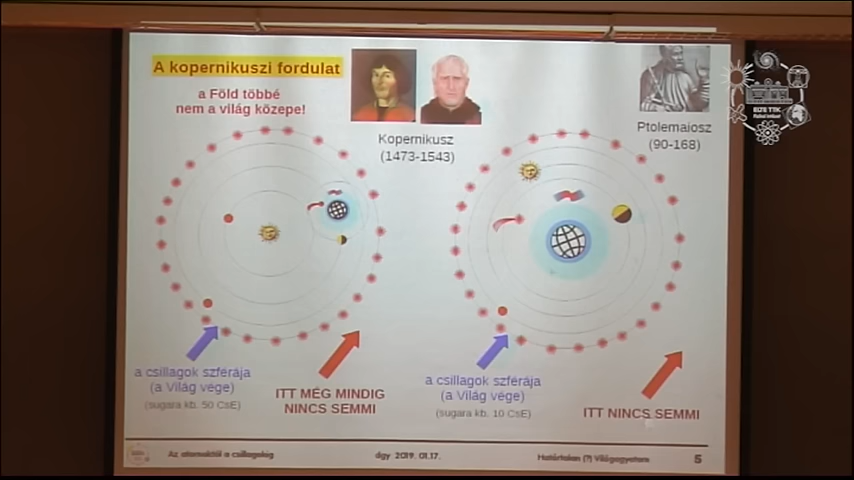 A kopernikuszi fordulat
a Föld többé
nem a világ közepe!
Kopernikusz
(1473-1543)
Ptolemaiosz
(90-168)
ELTE TTK
a csillagok szférája
(a Világ vége)
(sugara kb. 50 CsE)
ITT MÉG MINDIG
NINCS SEMMI
a csillagok szférája
(a Világ vége)
(sugara kb. 10 CsE)
ITT NINCS SEMMI
Az atomoktól a csillagokig
dgy 2019. 01.17.
Határtalan (?) Világegyetem
5